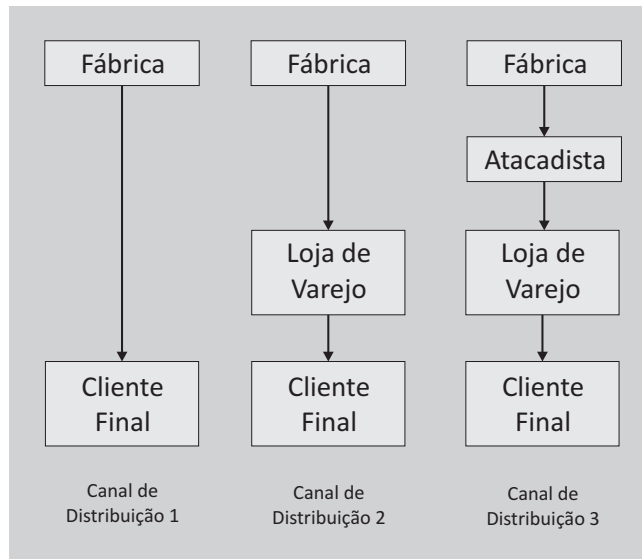 Fábrica
Cliente
Final
Canal de
Distribuição 1
Fábrica
Loja de
Varejo
Cliente
Final
Canal de
Distribuição 2
Fábrica
Atacadista
Loja de
Varejo
Cliente
Final
Canal de
Distribuição 3